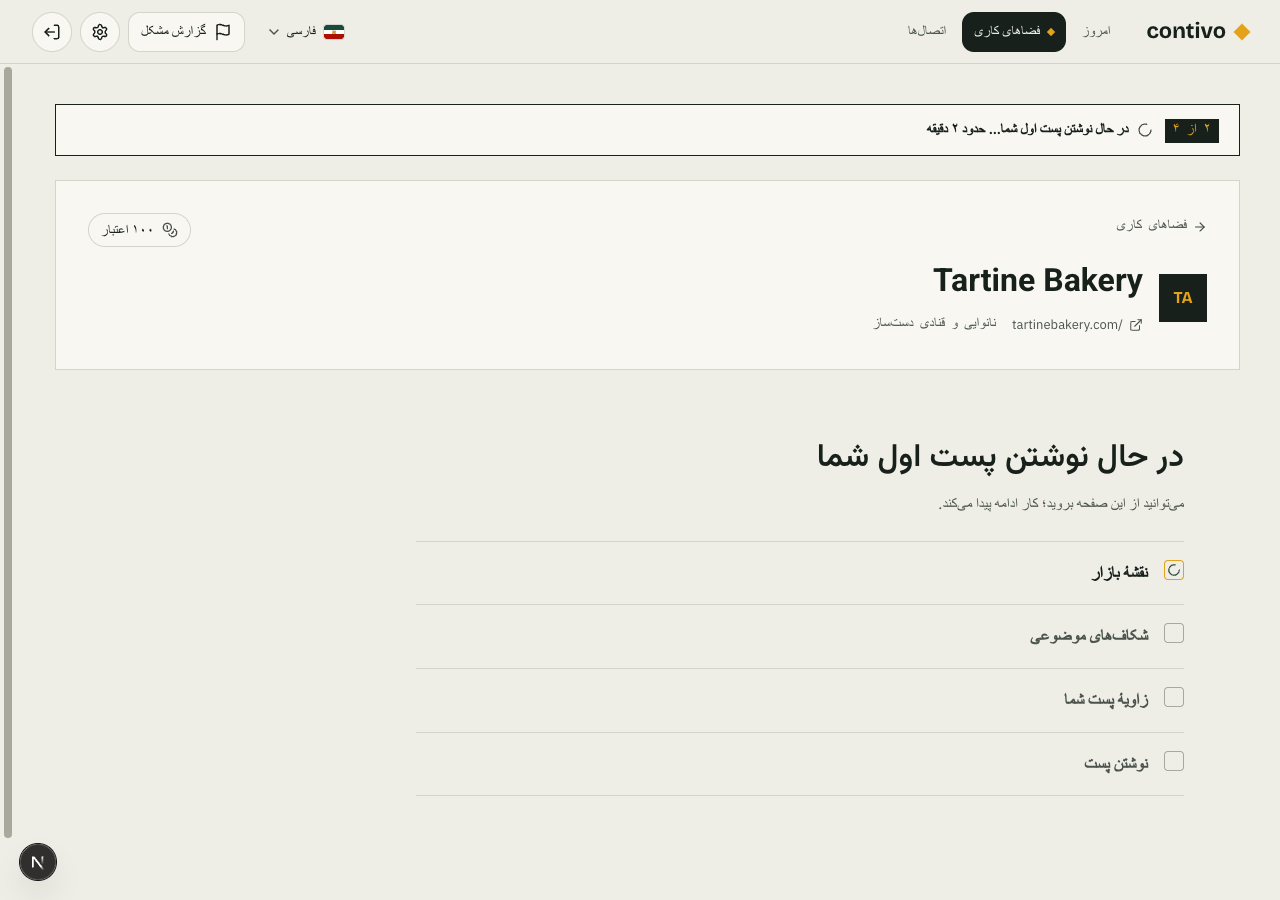 contivo
امروز
فضاهای کاری
اتصال‌ها
فارسی
گزارش مشکل
۲ از ۴
در حال نوشتن پست اول شما... حدود ۲ دقیقه
فضاهای کاری
۱۰۰ اعتبار
TA
Tartine Bakery
tartinebakery.com/
نانوایی و قنادی دست‌ساز
در حال نوشتن پست اول شما
می‌توانید از این صفحه بروید؛ کار ادامه پیدا می‌کند.
نقشهٔ بازار
شکاف‌های موضوعی
زاویهٔ پست شما
نوشتن پست
N